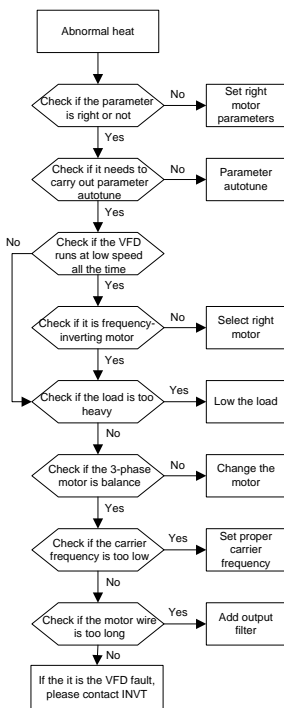 Abnormal heat
Check if the parameter
is right or not
No
Set right
motor
parameters
Yes
Check if it needs to
carry out parameter
autotune
No
Parameter
autotune
Yes
No
Check if the VFD
runs at low speed
all the time
Yes
Check if it is frequency-
inverting motor
No
Select right
motor
Yes
Check if the load is too
heavy
Yes
Low the load
No
Check if the 3-phase
motor is balance
No
Change the
motor
Yes
Check if the carrier
frequency is too low
Yes
Set proper
carrier
frequency
No
Check if the motor wire
is too long
Yes
Add output
filter
No
If the it is the VFD fault,
please contact INVT